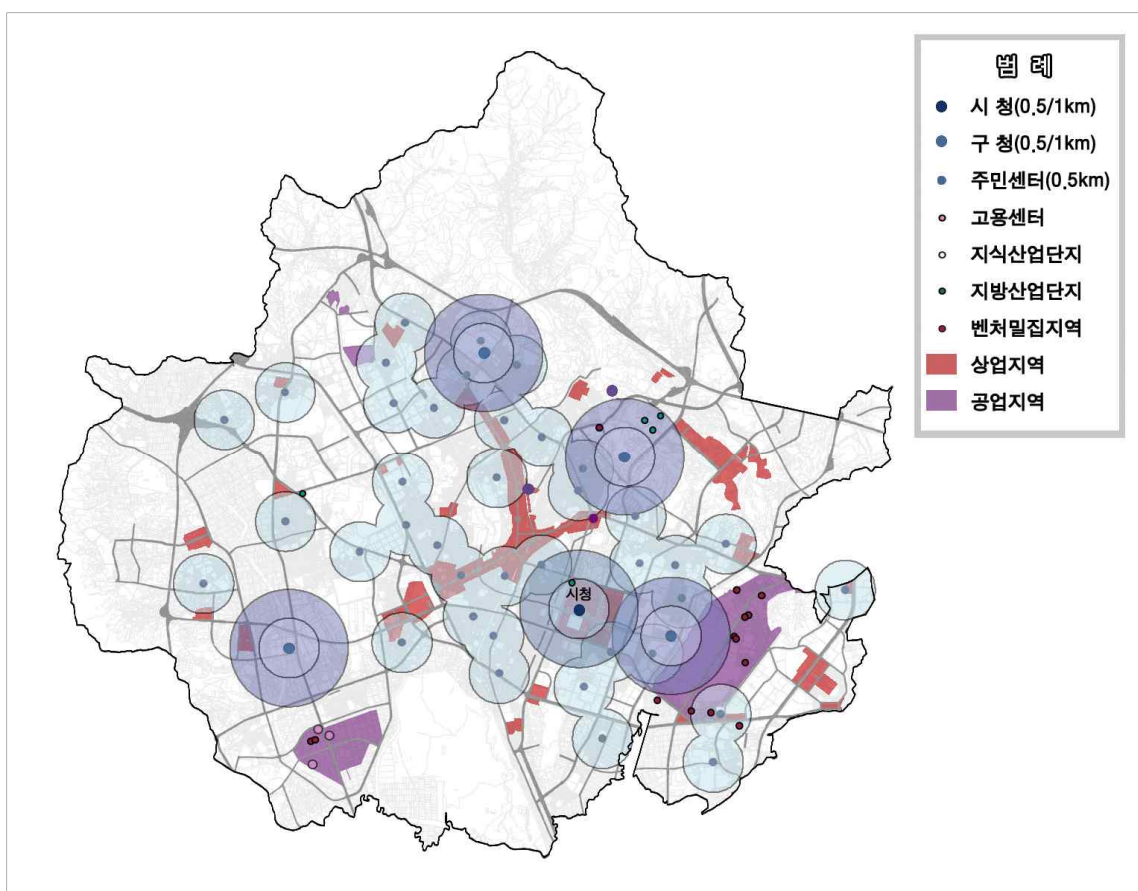 범 례
시 청(0.5/1km)
구 청(0.5/1km)
주민센터(0.5km)
고용센터
지식산업단지
지방산업단지
벤처밀집지역
상업지역
공업지역
시청